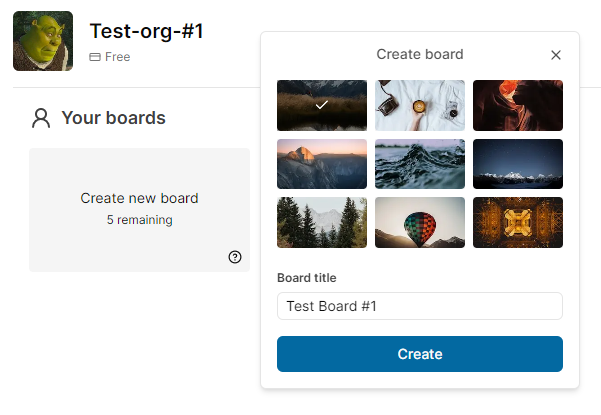 Test-org-#1
Free
Your boards
Create new board
5 remaining
Create board
Board title
Test Board #1
Create